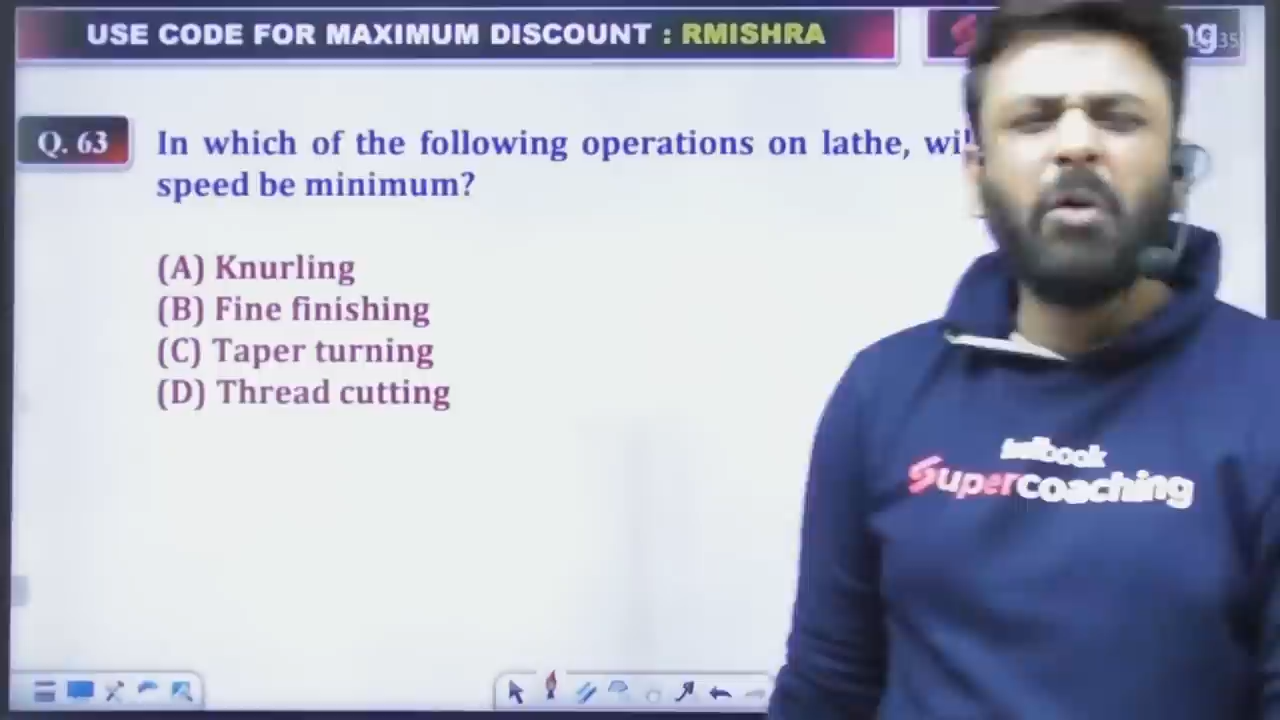 USE CODE FOR MAXIMUM DISCOUNT : RMISHRA
Q. 63
In which of the following operations on lathe,
speed be minimum?
(A) Knurling
(B) Fine finishing
(C) Taper turning
(D) Thread cutting
testbook
Supercoaching